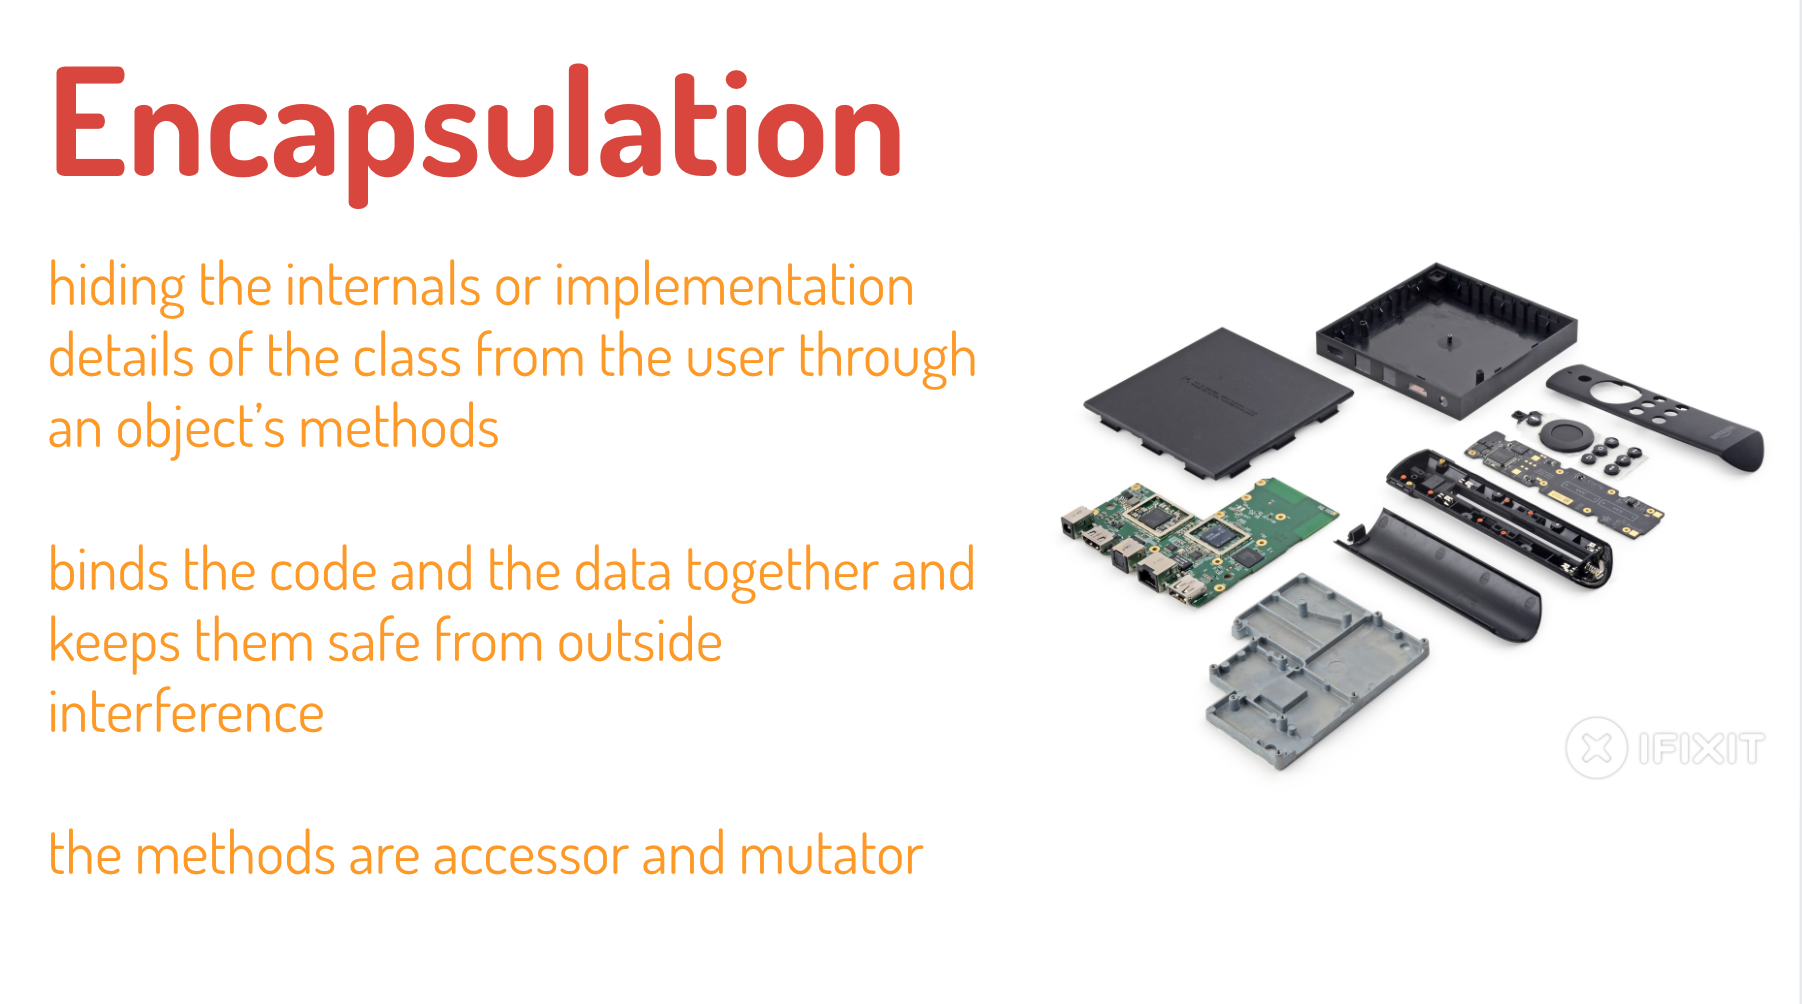 Encapsulation
hiding the internals or implementation
details of the class from the user through
an object’s methods
binds the code and the data together and
keeps them safe from outside
interference
the methods are accessor and mutator
IFIXIT